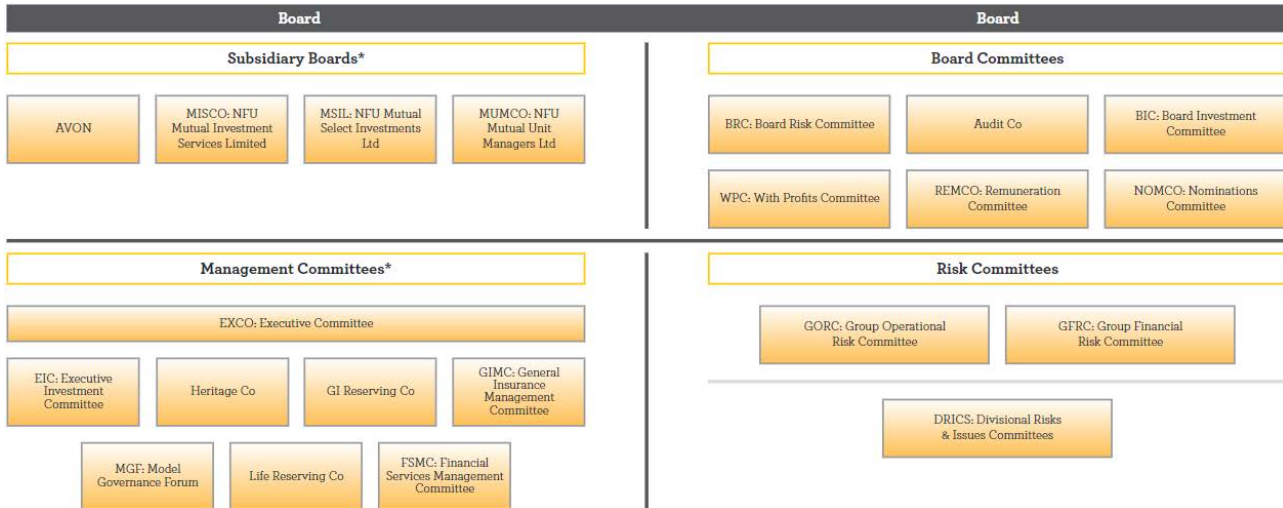 Board
Board
Subsidiary Boards*
AVON
MISCO: NFU
Mutual Investment
Services Limited
MSIL: NFU Mutual
Select Investments
Ltd
MUMCO: NFU
Mutual Unit
Managers Ltd
Board Committees
BRC: Board Risk Committee
Audit Co
BIC: Board Investment
Committee
WPC: With Profits Committee
REMCO: Remuneration
Committee
NOMCO: Nominations
Committee
Management Committees*
EXCO: Executive Committee
EIC: Executive
Investment
Committee
Heritage Co
GI Reserving Co
GIMC: General
Insurance
Management
Committee
MGF: Model
Governance Forum
Life Reserving Co
FSMC: Financial
Services Management
Committee
Risk Committees
GORC: Group Operational
Risk Committee
GFRC: Group Financial
Risk Committee
DRICS: Divisional Risks
& Issues Committees